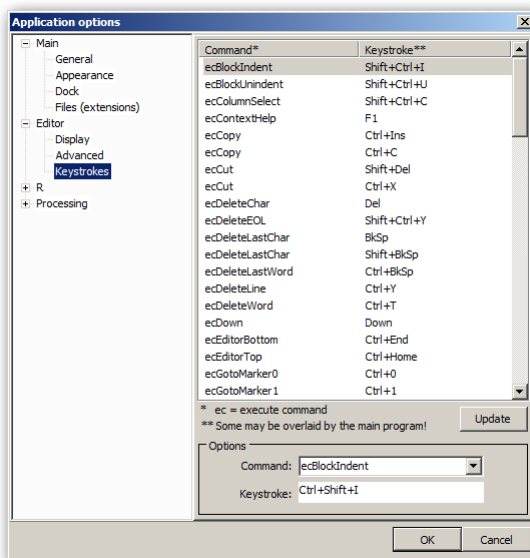 Application options
Main
General
Appearance
Dock
Files (extensions)
Editor
Display
Advanced
Keystrokes
R
Processing
Command* Keystroke**
ecBlockIndent Shift+Ctrl+I
ecBlockUnindent Shift+Ctrl+U
ecColumnSelect Shift+Ctrl+C
ecContextHelp F1
ecCopy Ctrl+Ins
ecCopy Ctrl+C
ecCut Shift+Del
ecCut Ctrl+X
ecDeleteChar Del
ecDeleteEOL Shift+Ctrl+Y
ecDeleteLastChar BkSp
ecDeleteLastChar Shift+BkSp
ecDeleteLastWord Ctrl+BkSp
ecDeleteLine Ctrl+Y
ecDeleteWord Ctrl+T
ecDown Down
ecEditorBottom Ctrl+End
ecEditorTop Ctrl+Home
ecGotoMarker0 Ctrl+0
ecGotoMarker1 Ctrl+1
* ec = execute command
** Some may be overlaid by the main program!
Update
Options
Command: ecBlockIndent
Keystroke: Ctrl+Shift+I
OK Cancel